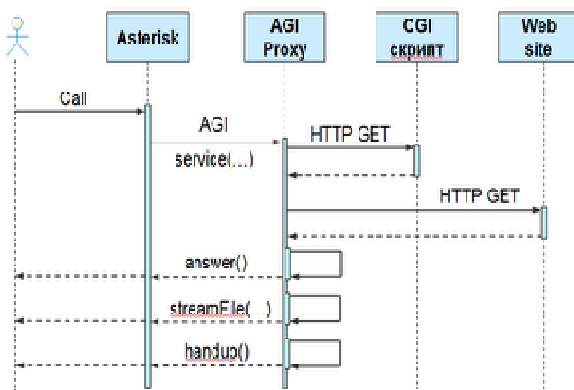 Asterisk
AGI
Proxy
CGI
скрипт
Web
site
Call
AGI
service(...)
HTTP GET
HTTP GET
answer()
streamFile(...)
handup()